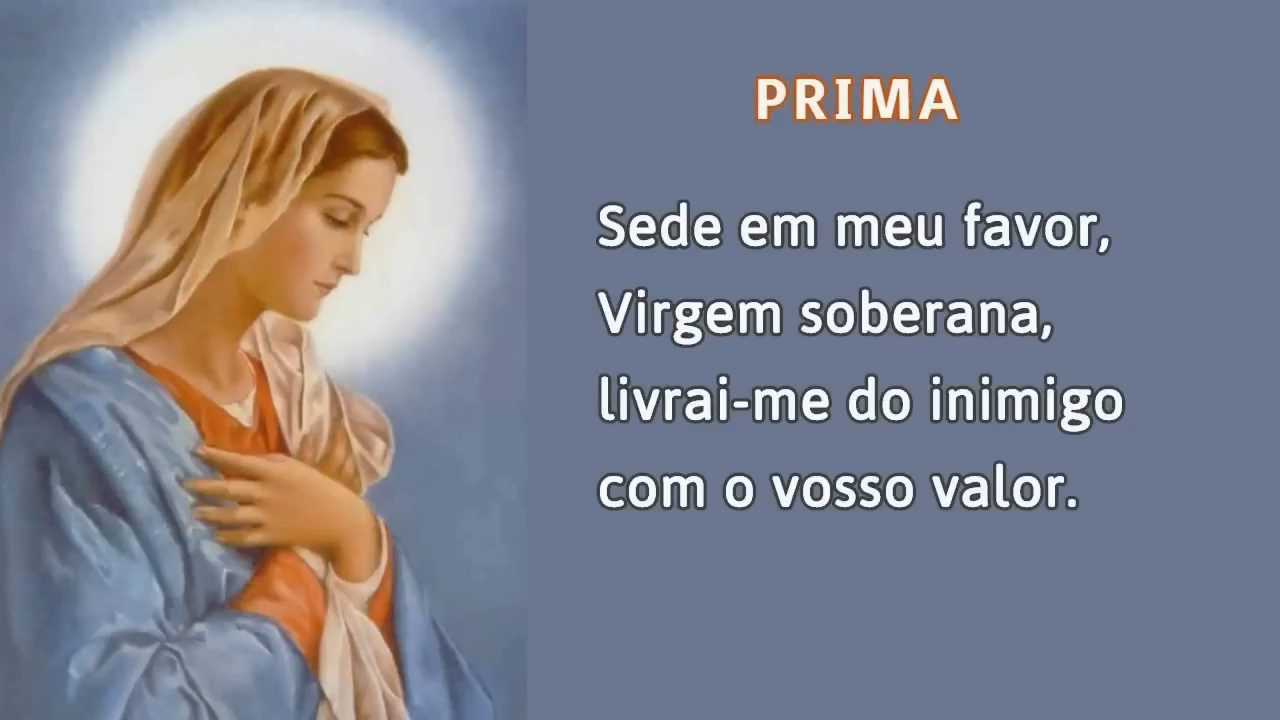 PRIMA
Sede em meu favor,
Virgem soberana,
livrai-me do inimigo
com o vosso valor.